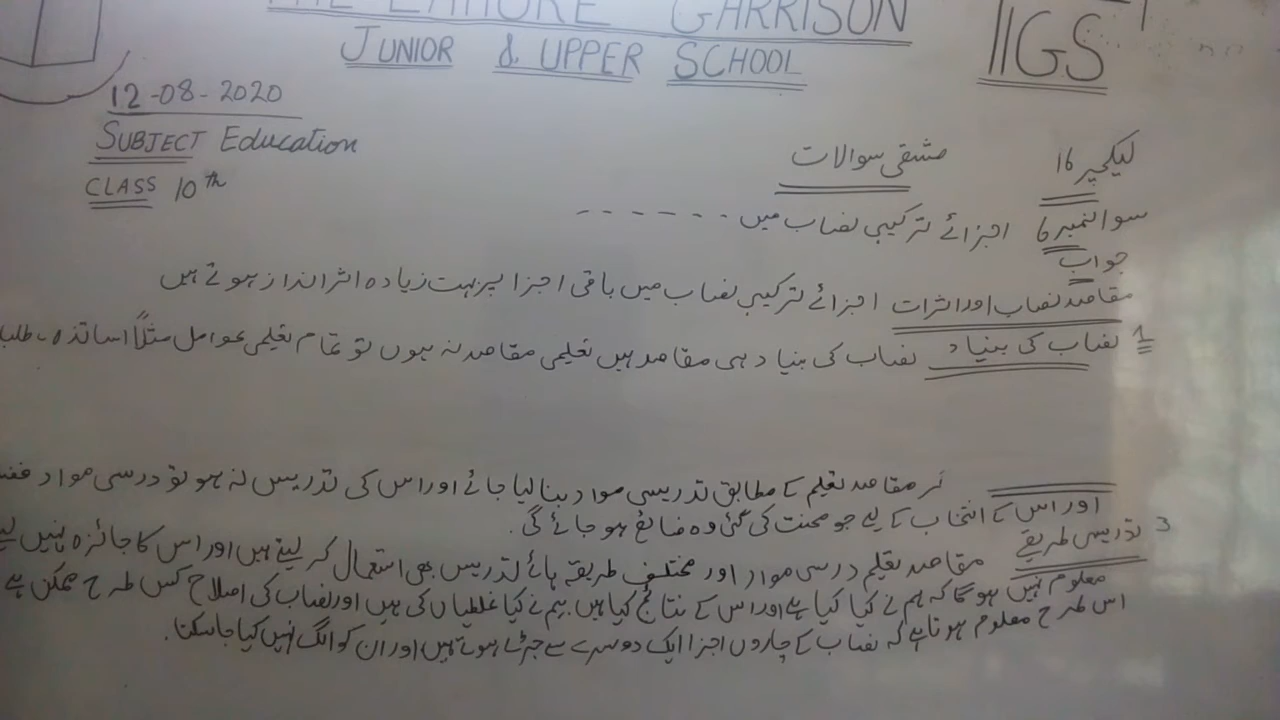 THE LAHORE GARRISON
JUNIOR & UPPER SCHOOL
GS
12-08-2020
SUBJECT Education
CLASS 10th
لیکچر 16 مشقی سوالات
سوالنمبر 6 اجزائے ترکیبی نصاب میں -------
جواب
مقاصد نصاب اور اثرات اجزائے ترکیبی نصاب میں باقی اجزا پر بہت زیادہ اثر انداز ہوتے ہیں
1 نصاب کی بنیاد نصاب کی بنیاد ہی مقاصد ہیں تعلیمی مقاصد نہ ہوں تو تمام تعلیمی عوامل مثلاً اساتذہ، طلبا
مقاصد تعلیم کے مطابق تدریسی مواد بنا لیا جائے اور اس کی تدریس نہ ہو تو درسی مواد
اور اس کے انتخاب کے لیے جو محنت کی گئی وہ ضائع ہو جائے گی.
3 تدریسی طریقے مقاصد تعلیم درسی مواد اور مختلف طریقہ ہائے تدریس بھی استعمال کر لیتے ہیں اور اس کا جائزہ نہیں
معلوم نہیں ہوگا کہ ہم نے کیا کیا ہے اور اس کے نتائج کیا ہیں. ہم نے کیا غلطیاں کی ہیں اور نصاب کی اصلاح کس طرح ممکن ہے
اس طرح معلوم ہوتا ہے کہ نصاب کے چاروں اجزا ایک دوسرے سے جڑے ہوتے ہیں اور ان کو الگ نہیں کیا جا سکتا.